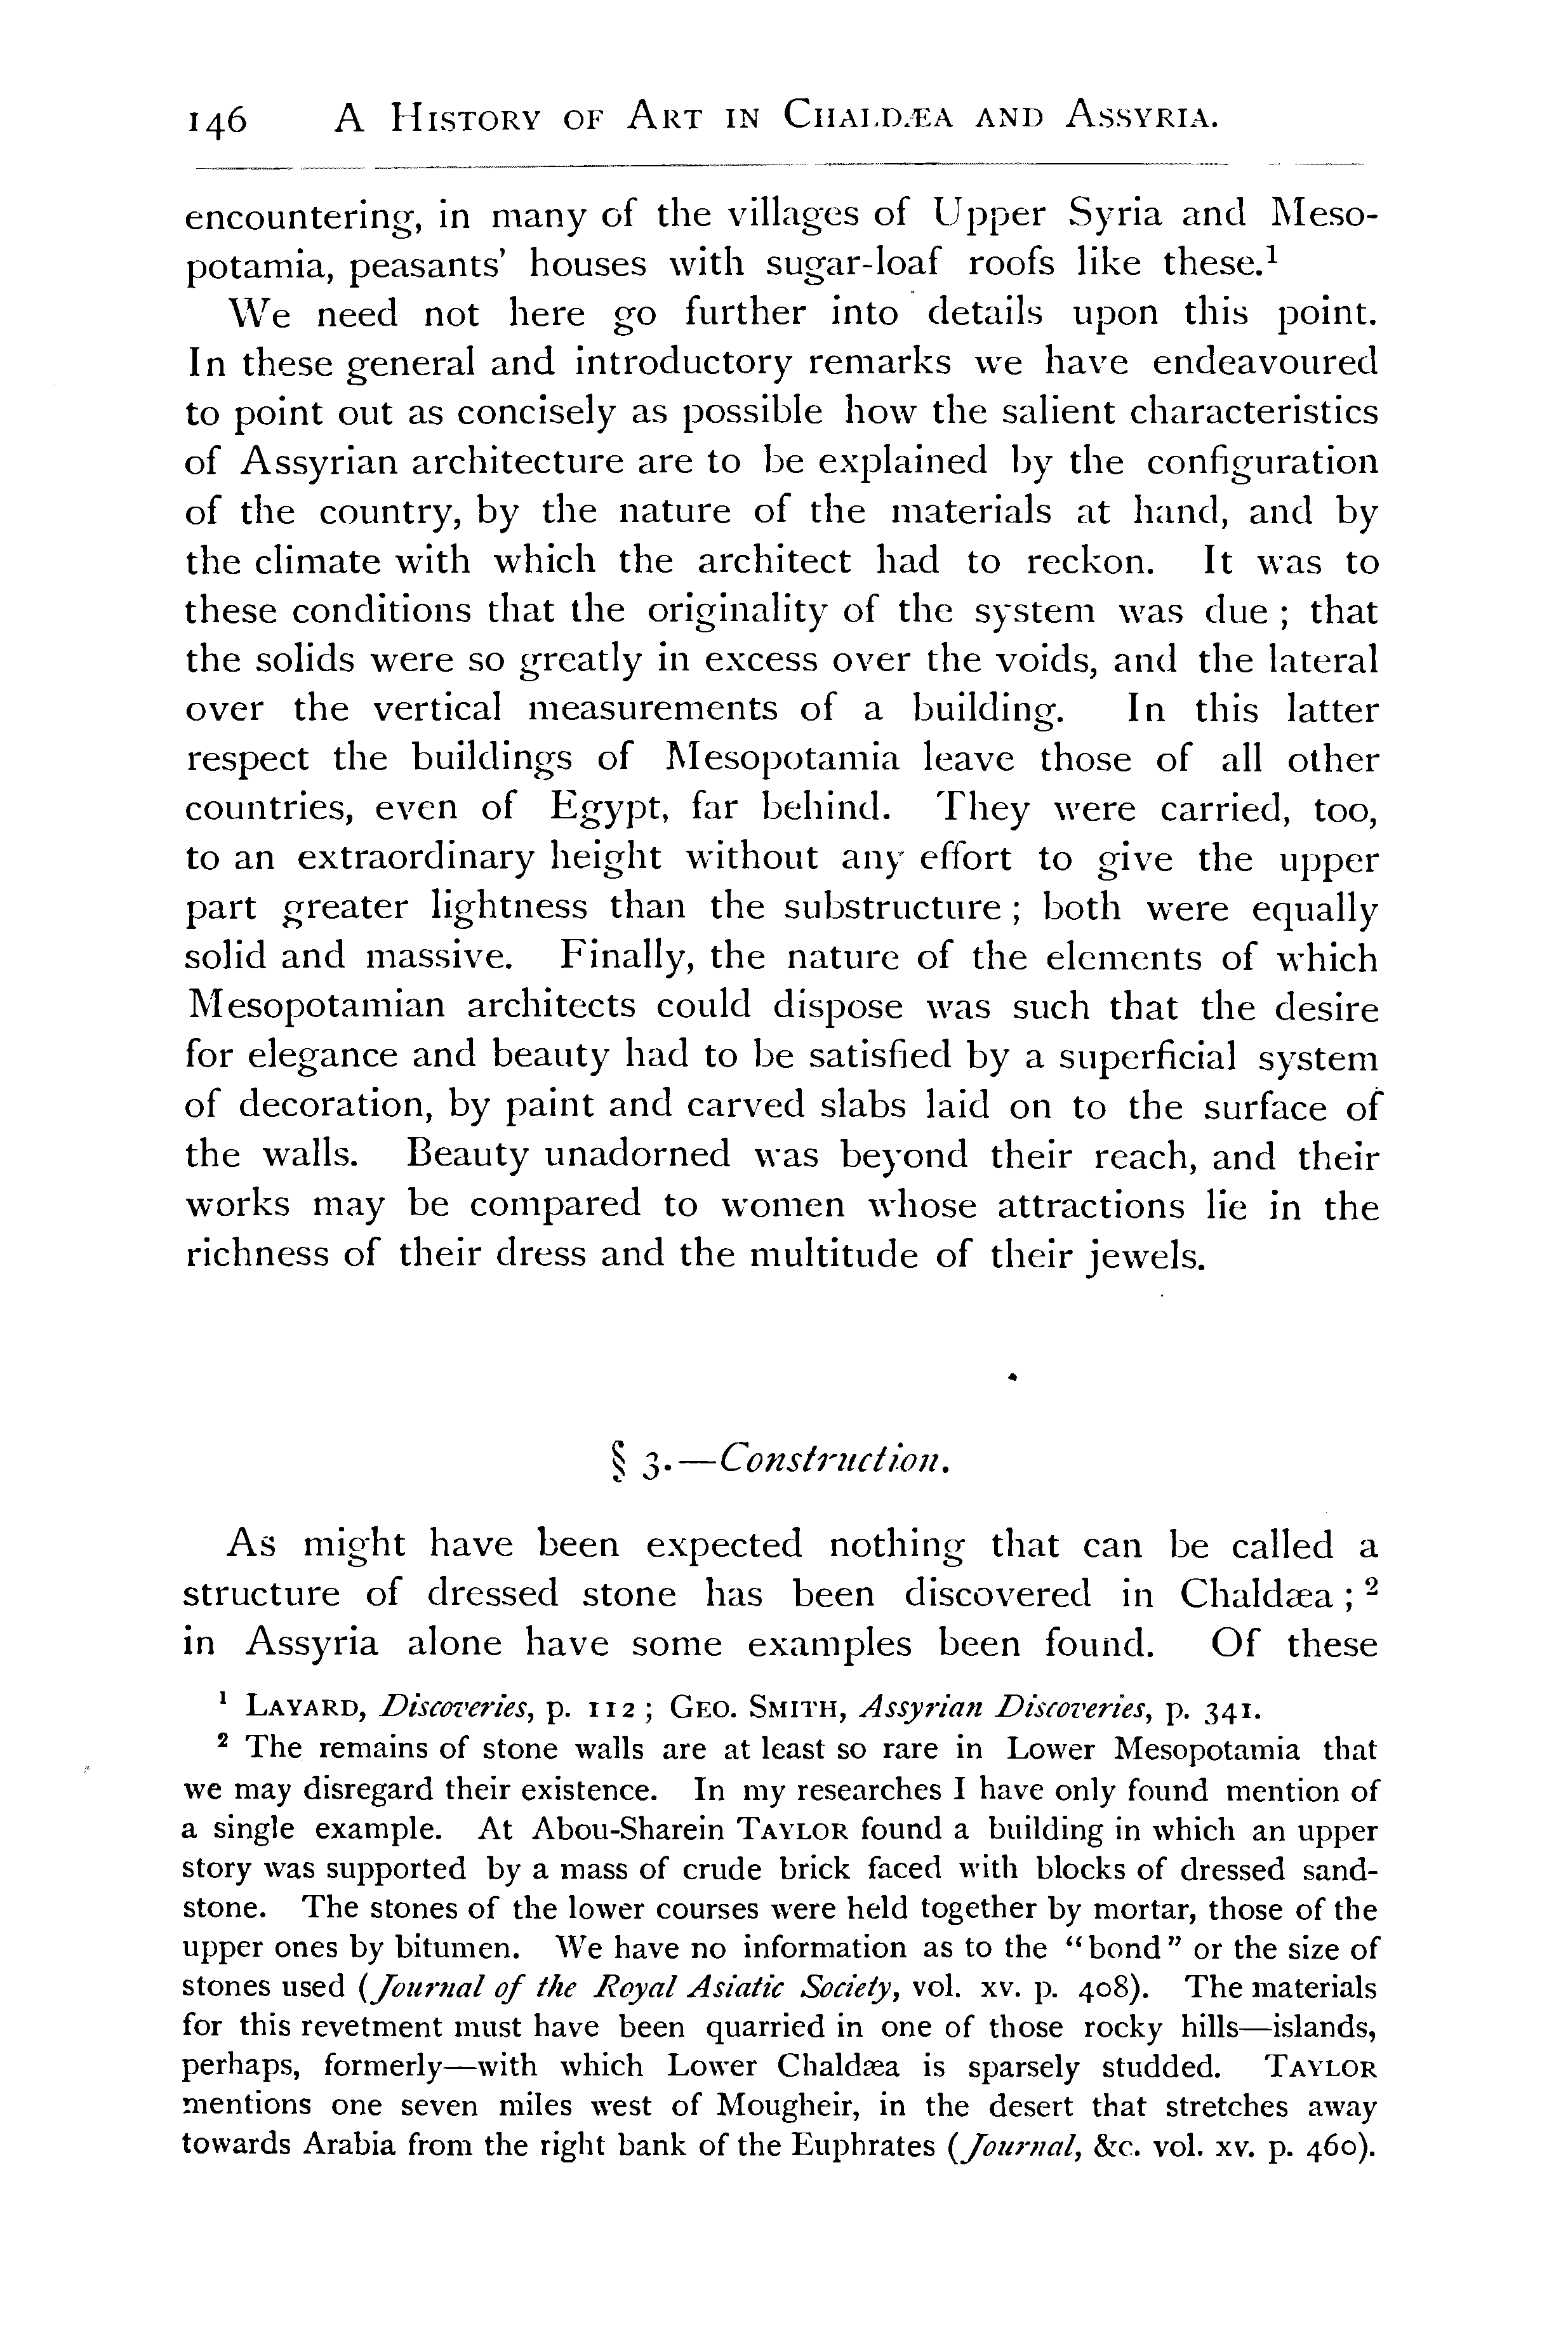 146 A History of Art in Chaldæa and Assyria.
encountering, in many of the villages of Upper Syria and Meso-
potamia, peasants' houses with sugar-loaf roofs like these.¹
We need not here go further into details upon this point.
In these general and introductory remarks we have endeavoured
to point out as concisely as possible how the salient characteristics
of Assyrian architecture are to be explained by the configuration
of the country, by the nature of the materials at hand, and by
the climate with which the architect had to reckon. It was to
these conditions that the originality of the system was due ; that
the solids were so greatly in excess over the voids, and the lateral
over the vertical measurements of a building. In this latter
respect the buildings of Mesopotamia leave those of all other
countries, even of Egypt, far behind. They were carried, too,
to an extraordinary height without any effort to give the upper
part greater lightness than the substructure ; both were equally
solid and massive. Finally, the nature of the elements of which
Mesopotamian architects could dispose was such that the desire
for elegance and beauty had to be satisfied by a superficial system
of decoration, by paint and carved slabs laid on to the surface of
the walls. Beauty unadorned was beyond their reach, and their
works may be compared to women whose attractions lie in the
richness of their dress and the multitude of their jewels.
§ 3.—Construction.
As might have been expected nothing that can be called a
structure of dressed stone has been discovered in Chaldæa ; ²
in Assyria alone have some examples been found. Of these
¹ Layard, Discoveries, p. 112 ; Geo. Smith, Assyrian Discoveries, p. 341.
² The remains of stone walls are at least so rare in Lower Mesopotamia that
we may disregard their existence. In my researches I have only found mention of
a single example. At Abou-Sharein Taylor found a building in which an upper
story was supported by a mass of crude brick faced with blocks of dressed sand-
stone. The stones of the lower courses were held together by mortar, those of the
upper ones by bitumen. We have no information as to the "bond" or the size of
stones used (Journal of the Royal Asiatic Society, vol. xv. p. 408). The materials
for this revetment must have been quarried in one of those rocky hills—islands,
perhaps, formerly—with which Lower Chaldæa is sparsely studded. Taylor
mentions one seven miles west of Mougheir, in the desert that stretches away
towards Arabia from the right bank of the Euphrates (Journal, &c. vol. xv. p. 460).